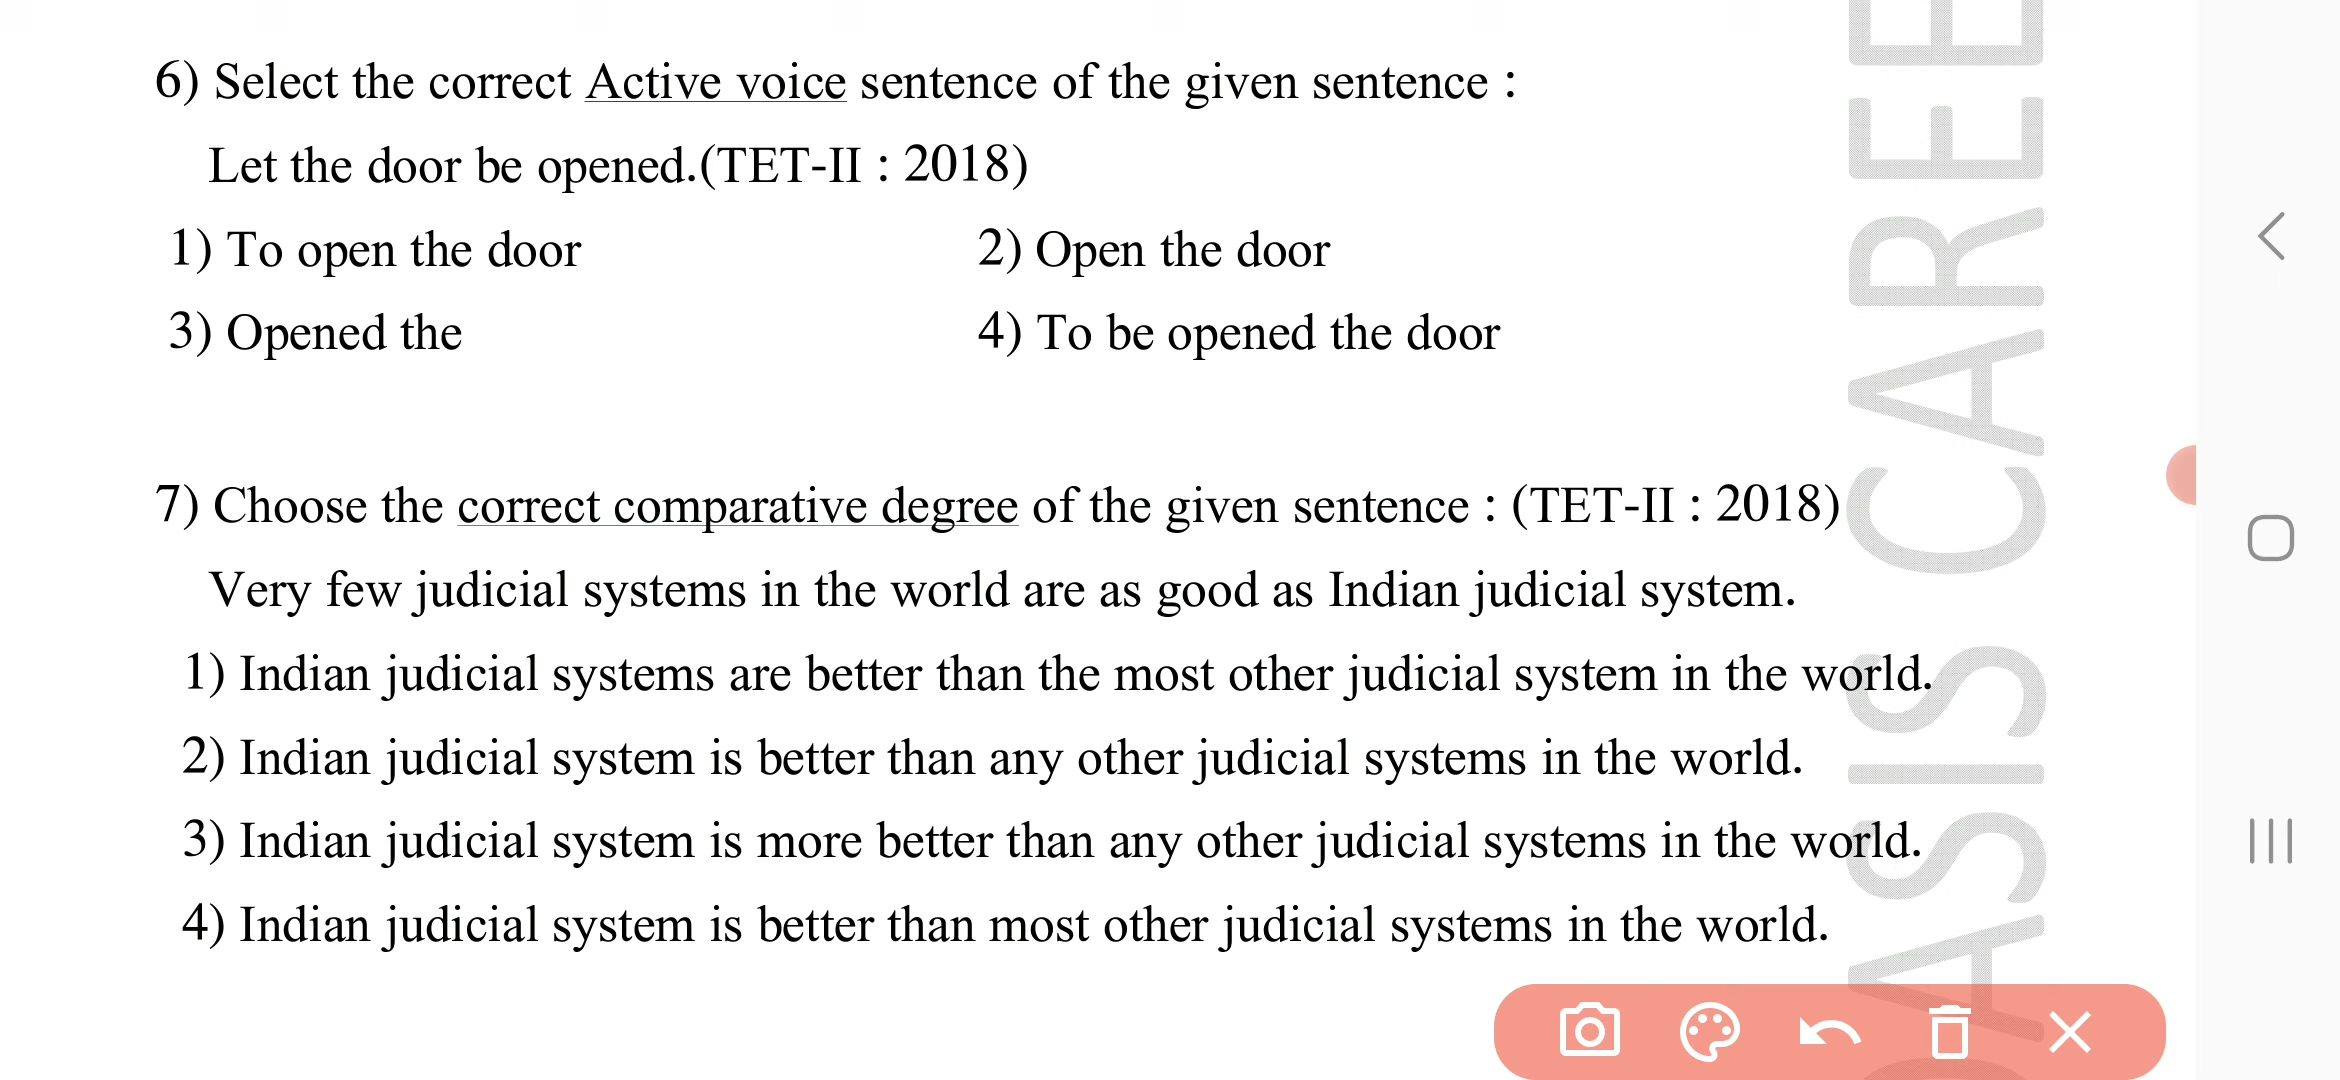 6) Select the correct Active voice sentence of the given sentence :
Let the door be opened.(TET-II : 2018)
1) To open the door 2) Open the door
3) Opened the 4) To be opened the door
7) Choose the correct comparative degree of the given sentence : (TET-II : 2018)
Very few judicial systems in the world are as good as Indian judicial system.
1) Indian judicial systems are better than the most other judicial system in the world.
2) Indian judicial system is better than any other judicial systems in the world.
3) Indian judicial system is more better than any other judicial systems in the world.
4) Indian judicial system is better than most other judicial systems in the world.